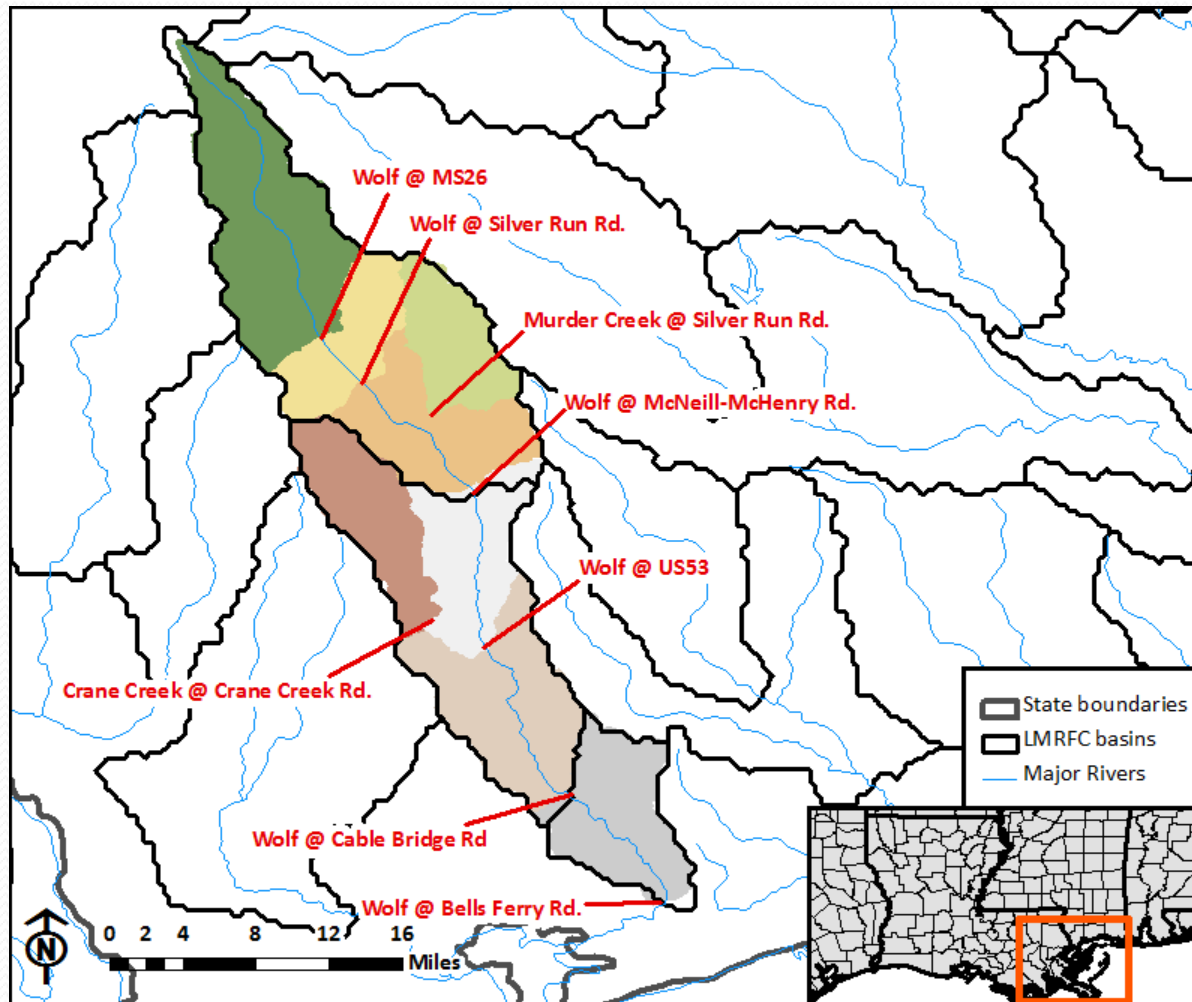 Wolf @ MS26
Wolf @ Silver Run Rd.
Murder Creek @ Silver Run Rd.
Wolf @ McNeill-McHenry Rd.
Wolf @ US53
Crane Creek @ Crane Creek Rd.
State boundaries
LMRFC basins
Major Rivers
Wolf @ Cable Bridge Rd
Wolf @ Bells Ferry Rd.
N
0 2 4 8 12 16
Miles